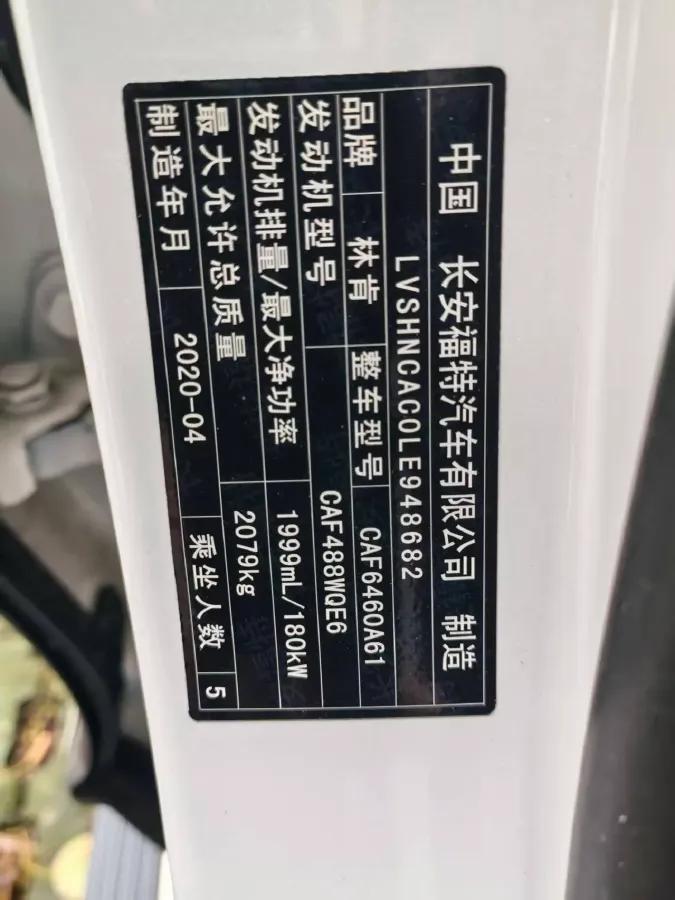 中国 长安福特汽车有限公司 制造
LVSHNCAC0LE948682
品牌 林肯 整车型号 CAF6460A61
发动机型号 CAF488WQE6
发动机排量/最大净功率 1999mL/180kW
最大允许总质量 2079kg
制造年月 2020-04 乘坐人数 5